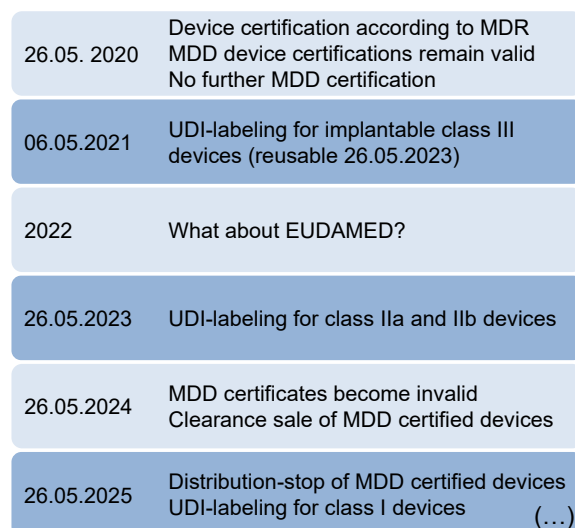 26.05. 2020
Device certification according to MDR
MDD device certifications remain valid
No further MDD certification
06.05.2021
UDI-labeling for implantable class III
devices (reusable 26.05.2023)
2022
What about EUDAMED?
26.05.2023
UDI-labeling for class IIa and IIb devices
26.05.2024
MDD certificates become invalid
Clearance sale of MDD certified devices
26.05.2025
Distribution-stop of MDD certified devices
UDI-labeling for class I devices
(…)